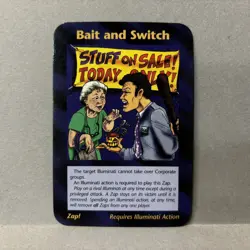 Bait and Switch
STUFF ON SALE!
TODAY ONLY!
The target Illuminati cannot take over Corporate
groups.
An Illuminati action is required to play this Zap.
Play on a rival Illuminati at any time except during a
privileged attack. A Zap stays on its victim until it is
removed. Spending an Illuminati action, at any time,
will remove all Zaps from any one player.
Zap!
Requires Illuminati Action